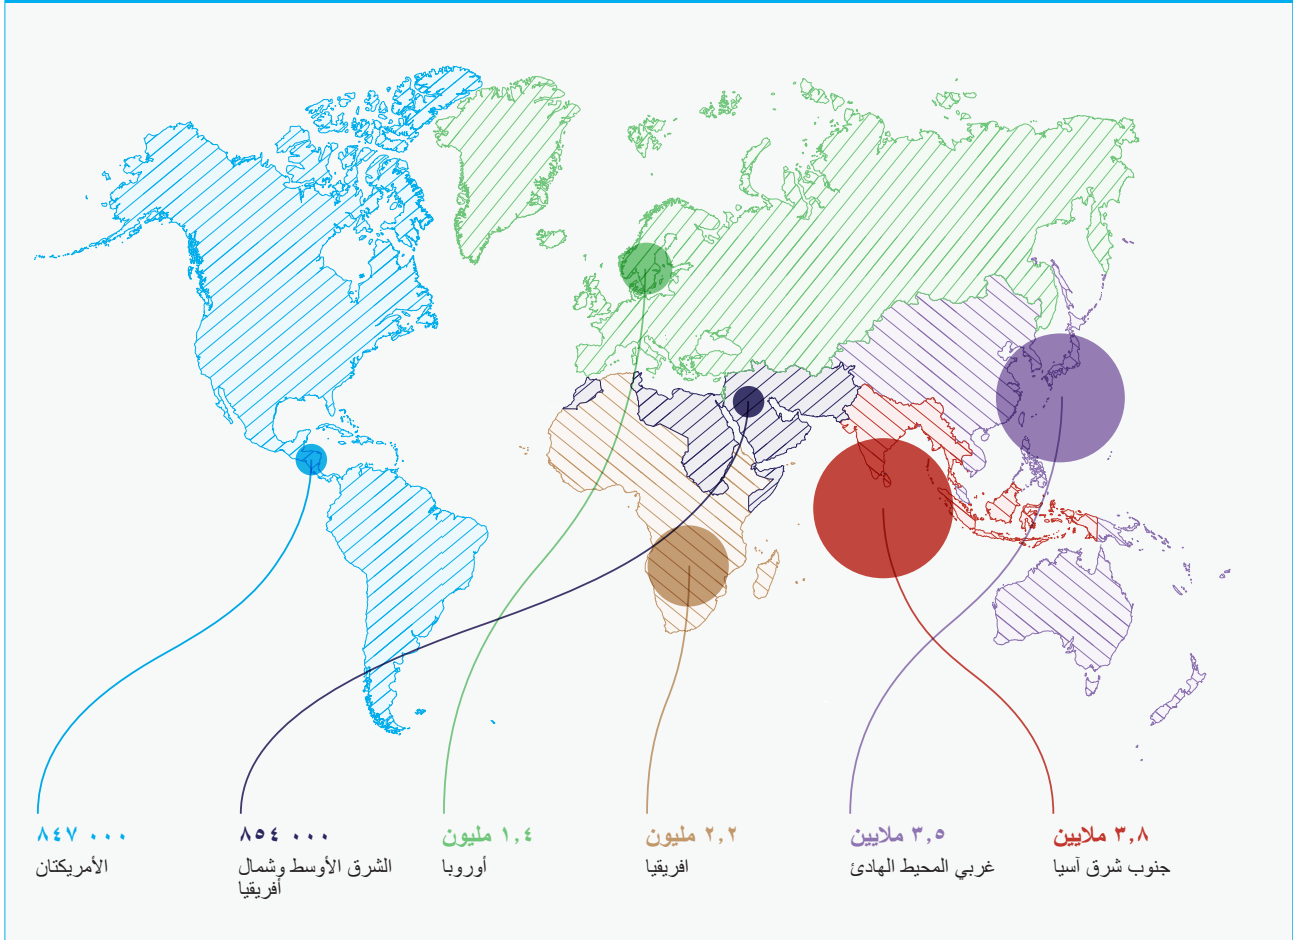 ٣,٨ ملايين
جنوب شرق آسيا
٣,٥ ملايين
غربي المحيط الهادئ
٢,٢ مليون
افريقيا
١,٤ مليون
أوروبا
٨٥٤ ٠٠٠
الشرق الأوسط وشمال
أفريقيا
٨٤٧ ٠٠٠
الأمريكتان